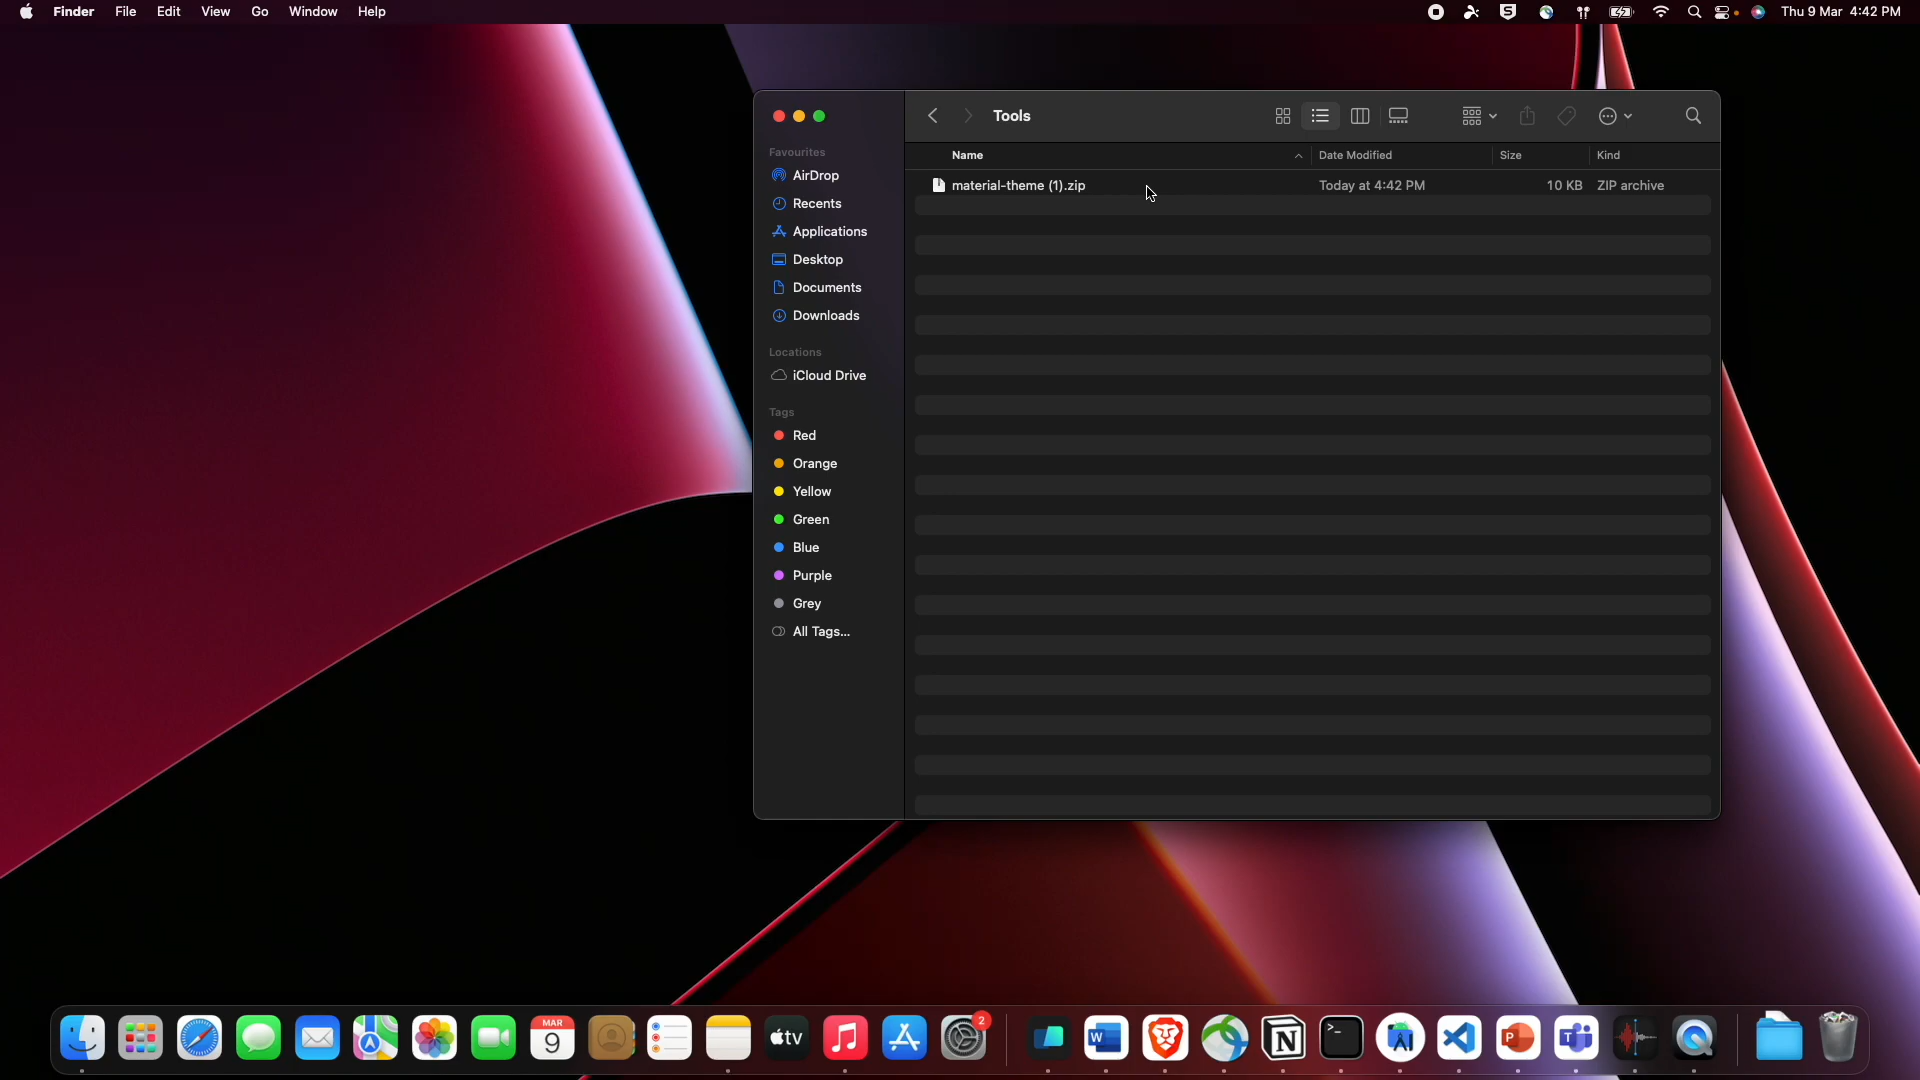 Finder File Edit View Go Window Help
S Thu 9 Mar 4:42 PM
Tools
Name Date Modified Size Kind
material-theme (1).zip Today at 4:42 PM 10 KB ZIP archive
Favourites
AirDrop
Recents
Applications
Desktop
Documents
Downloads
Locations
iCloud Drive
Tags
Red
Orange
Yellow
Green
Blue
Purple
Grey
All Tags...
MAR
9
tv
2
W
N
>_
P
T